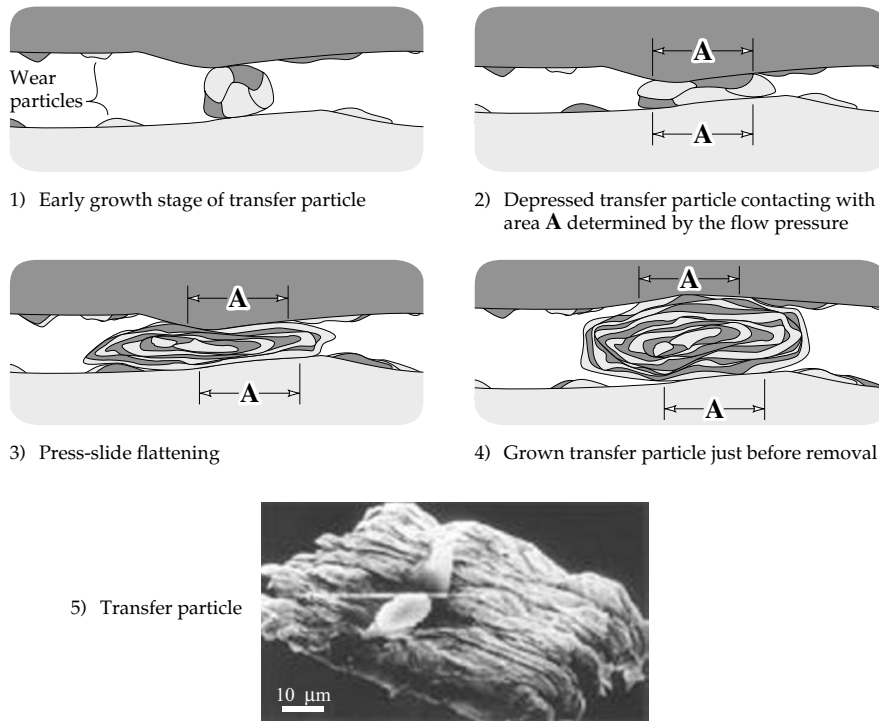 Wear
particles
A
A
1) Early growth stage of transfer particle
2) Depressed transfer particle contacting with
area A determined by the flow pressure
A
A
A
A
3) Press-slide flattening
4) Grown transfer particle just before removal
5) Transfer particle
10 μm